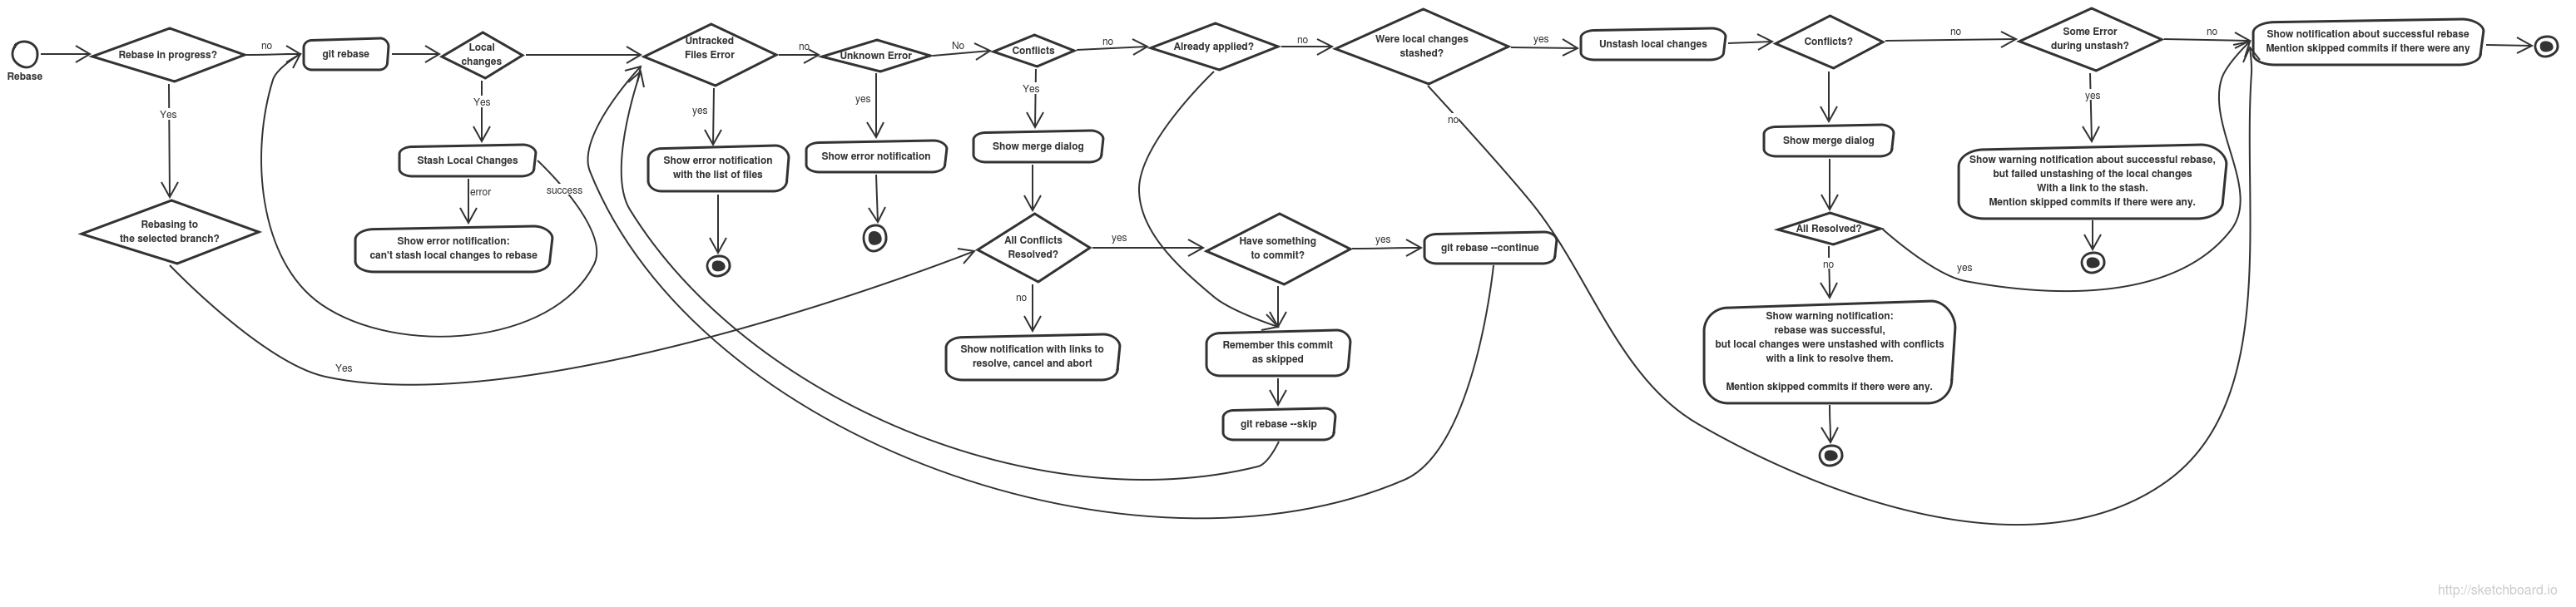 Rebase
Rebase in progress?
no
Yes
Rebasing to
the selected branch?
Yes
git rebase
Local
changes
Yes
Stash Local Changes
error
success
Show error notification:
can't stash local changes to rebase
Untracked
Files Error
no
yes
Show error notification
with the list of files
Unknown Error
No
yes
Show error notification
Conflicts
no
Yes
Show merge dialog
All Conflicts
Resolved?
yes
no
Show notification with links to
resolve, cancel and abort
Already applied?
no
Have something
to commit?
yes
git rebase --continue
Remember this commit
as skipped
git rebase --skip
Were local changes
stashed?
yes
no
Unstash local changes
Conflicts?
no
Show merge dialog
All Resolved?
yes
no
Show warning notification:
rebase was successful,
but local changes were unstashed with conflicts
with a link to resolve them.
Mention skipped commits if there were any.
Some Error
during unstash?
no
yes
Show warning notification about successful rebase,
but failed unstashing of the local changes
With a link to the stash.
Mention skipped commits if there were any.
Show notification about successful rebase
Mention skipped commits if there were any
http://sketchboard.io